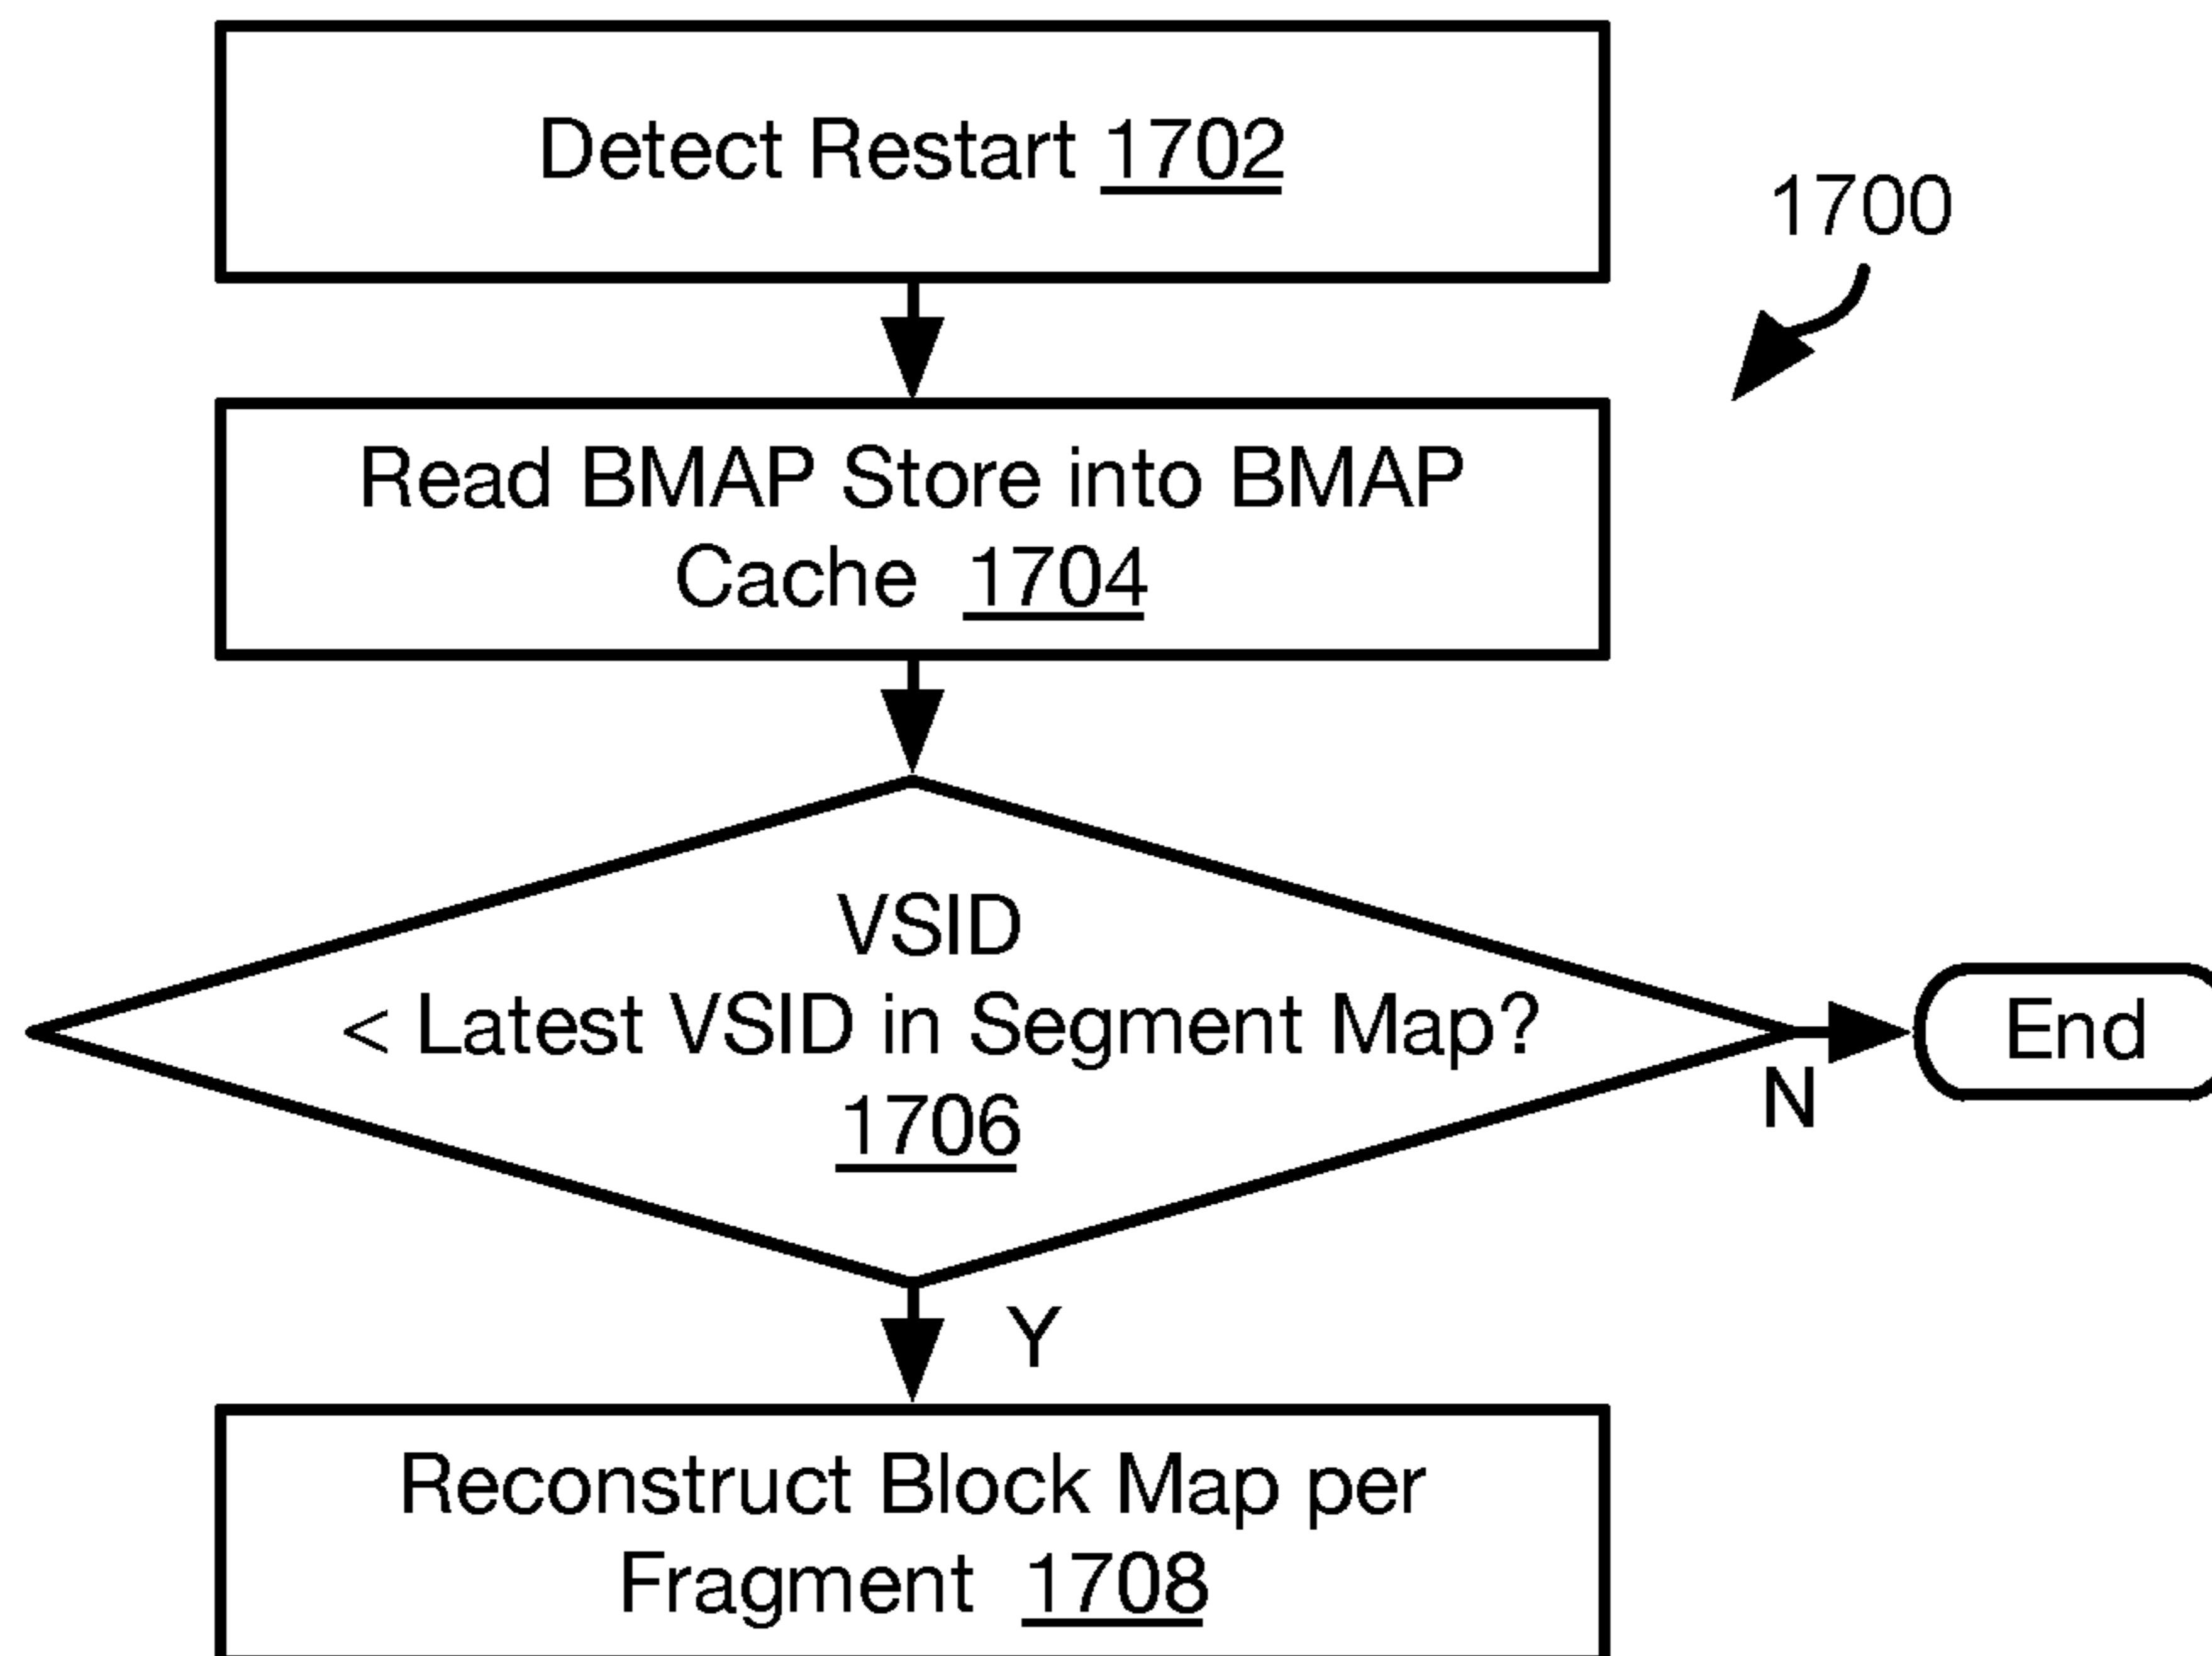 Detect Restart 1702
1700
Read BMAP Store into BMAP
Cache 1704
VSID
< Latest VSID in Segment Map?
1706
N
End
Y
Reconstruct Block Map per
Fragment 1708